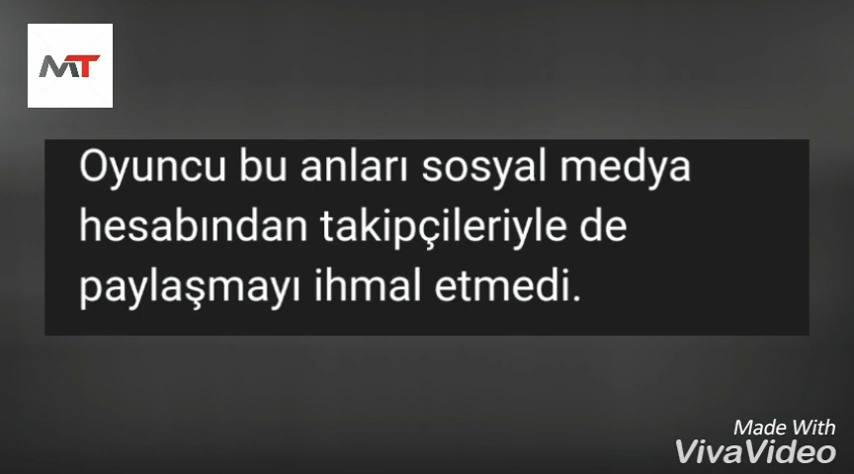 MT
Oyuncu bu anları sosyal medya
hesabından takipçileriyle de
paylaşmayı ihmal etmedi.
Made With
VivaVideo